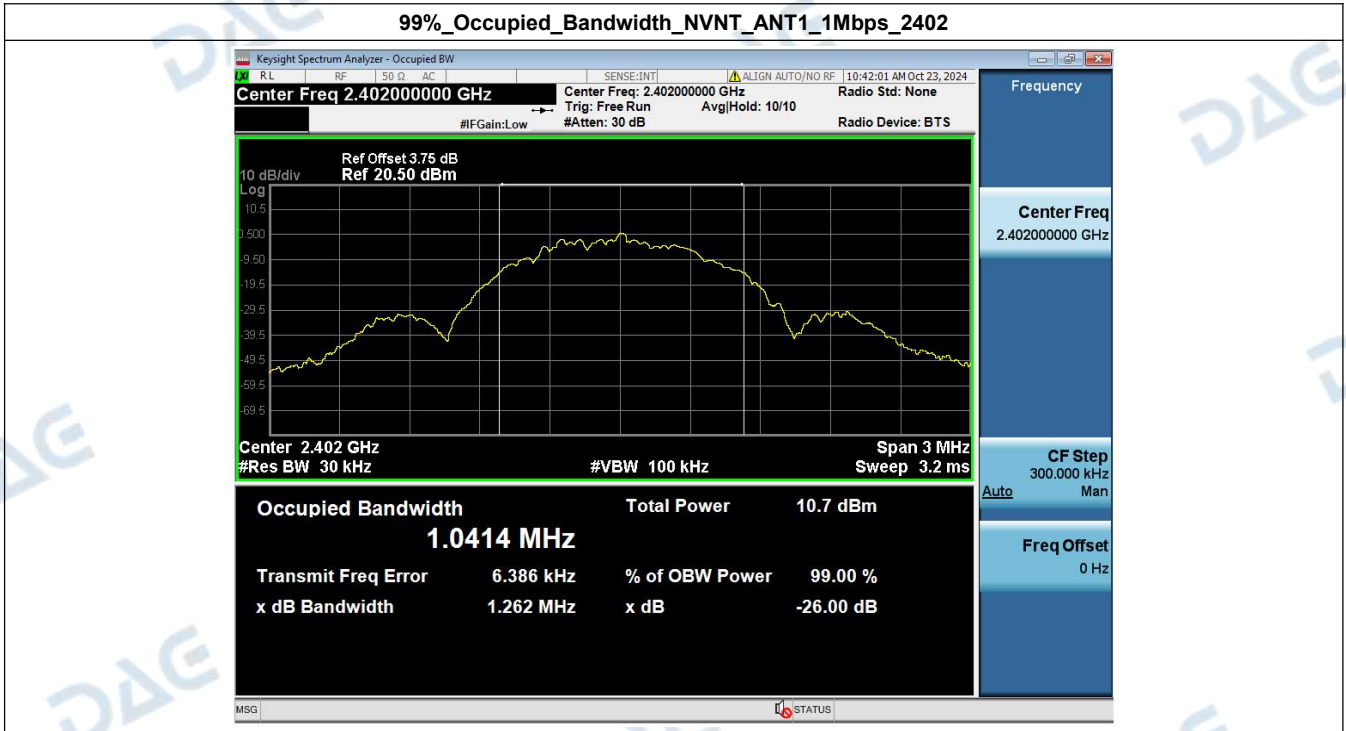 99%_Occupied_Bandwidth_NVNT_ANT1_1Mbps_2402
Keysight Spectrum Analyzer - Occupied BW
LXI RL RF 50 Ω AC SENSE:INT ALIGN AUTO/NO RF 10:42:01 AM Oct 23, 2024
Center Freq 2.402000000 GHz
Center Freq: 2.402000000 GHz Radio Std: None
Trig: Free Run Avg|Hold: 10/10
#IFGain:Low #Atten: 30 dB Radio Device: BTS
Frequency
Ref Offset 3.75 dB
10 dB/div Ref 20.50 dBm
Log
10.5
0.500
-9.50
-19.5
-29.5
-39.5
-49.5
-59.5
-69.5
Center 2.402 GHz Span 3 MHz
#Res BW 30 kHz #VBW 100 kHz Sweep 3.2 ms
Occupied Bandwidth Total Power 10.7 dBm
1.0414 MHz
Transmit Freq Error 6.386 kHz % of OBW Power 99.00 %
x dB Bandwidth 1.262 MHz x dB -26.00 dB
Center Freq
2.402000000 GHz
CF Step
300.000 kHz
Auto Man
Freq Offset
0 Hz
MSG STATUS
DAG
DAG
DAG
DAG